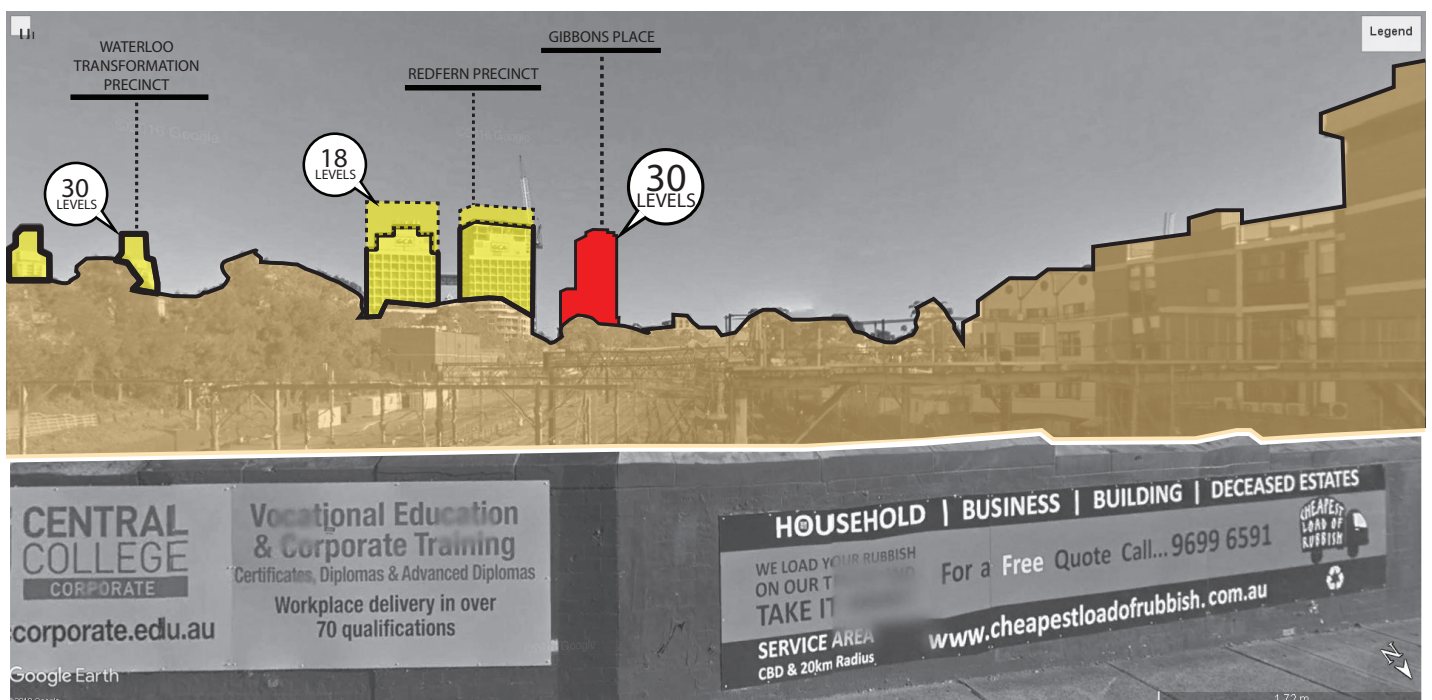 WATERLOO
TRANSFORMATION
PRECINCT
REDFERN PRECINCT
GIBBONS PLACE
Legend
30
LEVELS
18
LEVELS
30
LEVELS
CENTRAL
COLLEGE
CORPORATE
corporate.edu.au
Vocational Education
& Corporate Training
Certificates, Diplomas & Advanced Diplomas
Workplace delivery in over
70 qualifications
HOUSEHOLD | BUSINESS | BUILDING | DECEASED ESTATES
WE LOAD YOUR RUBBISH
ON OUR
TAKE IT
For a Free Quote Call...9699 6591
CHEAPEST
LOAD OF
RUBBISH
SERVICE AREA
CBD & 20km Radius
www.cheapestloadofrubbish.com.au
Google Earth
N
1.72 m